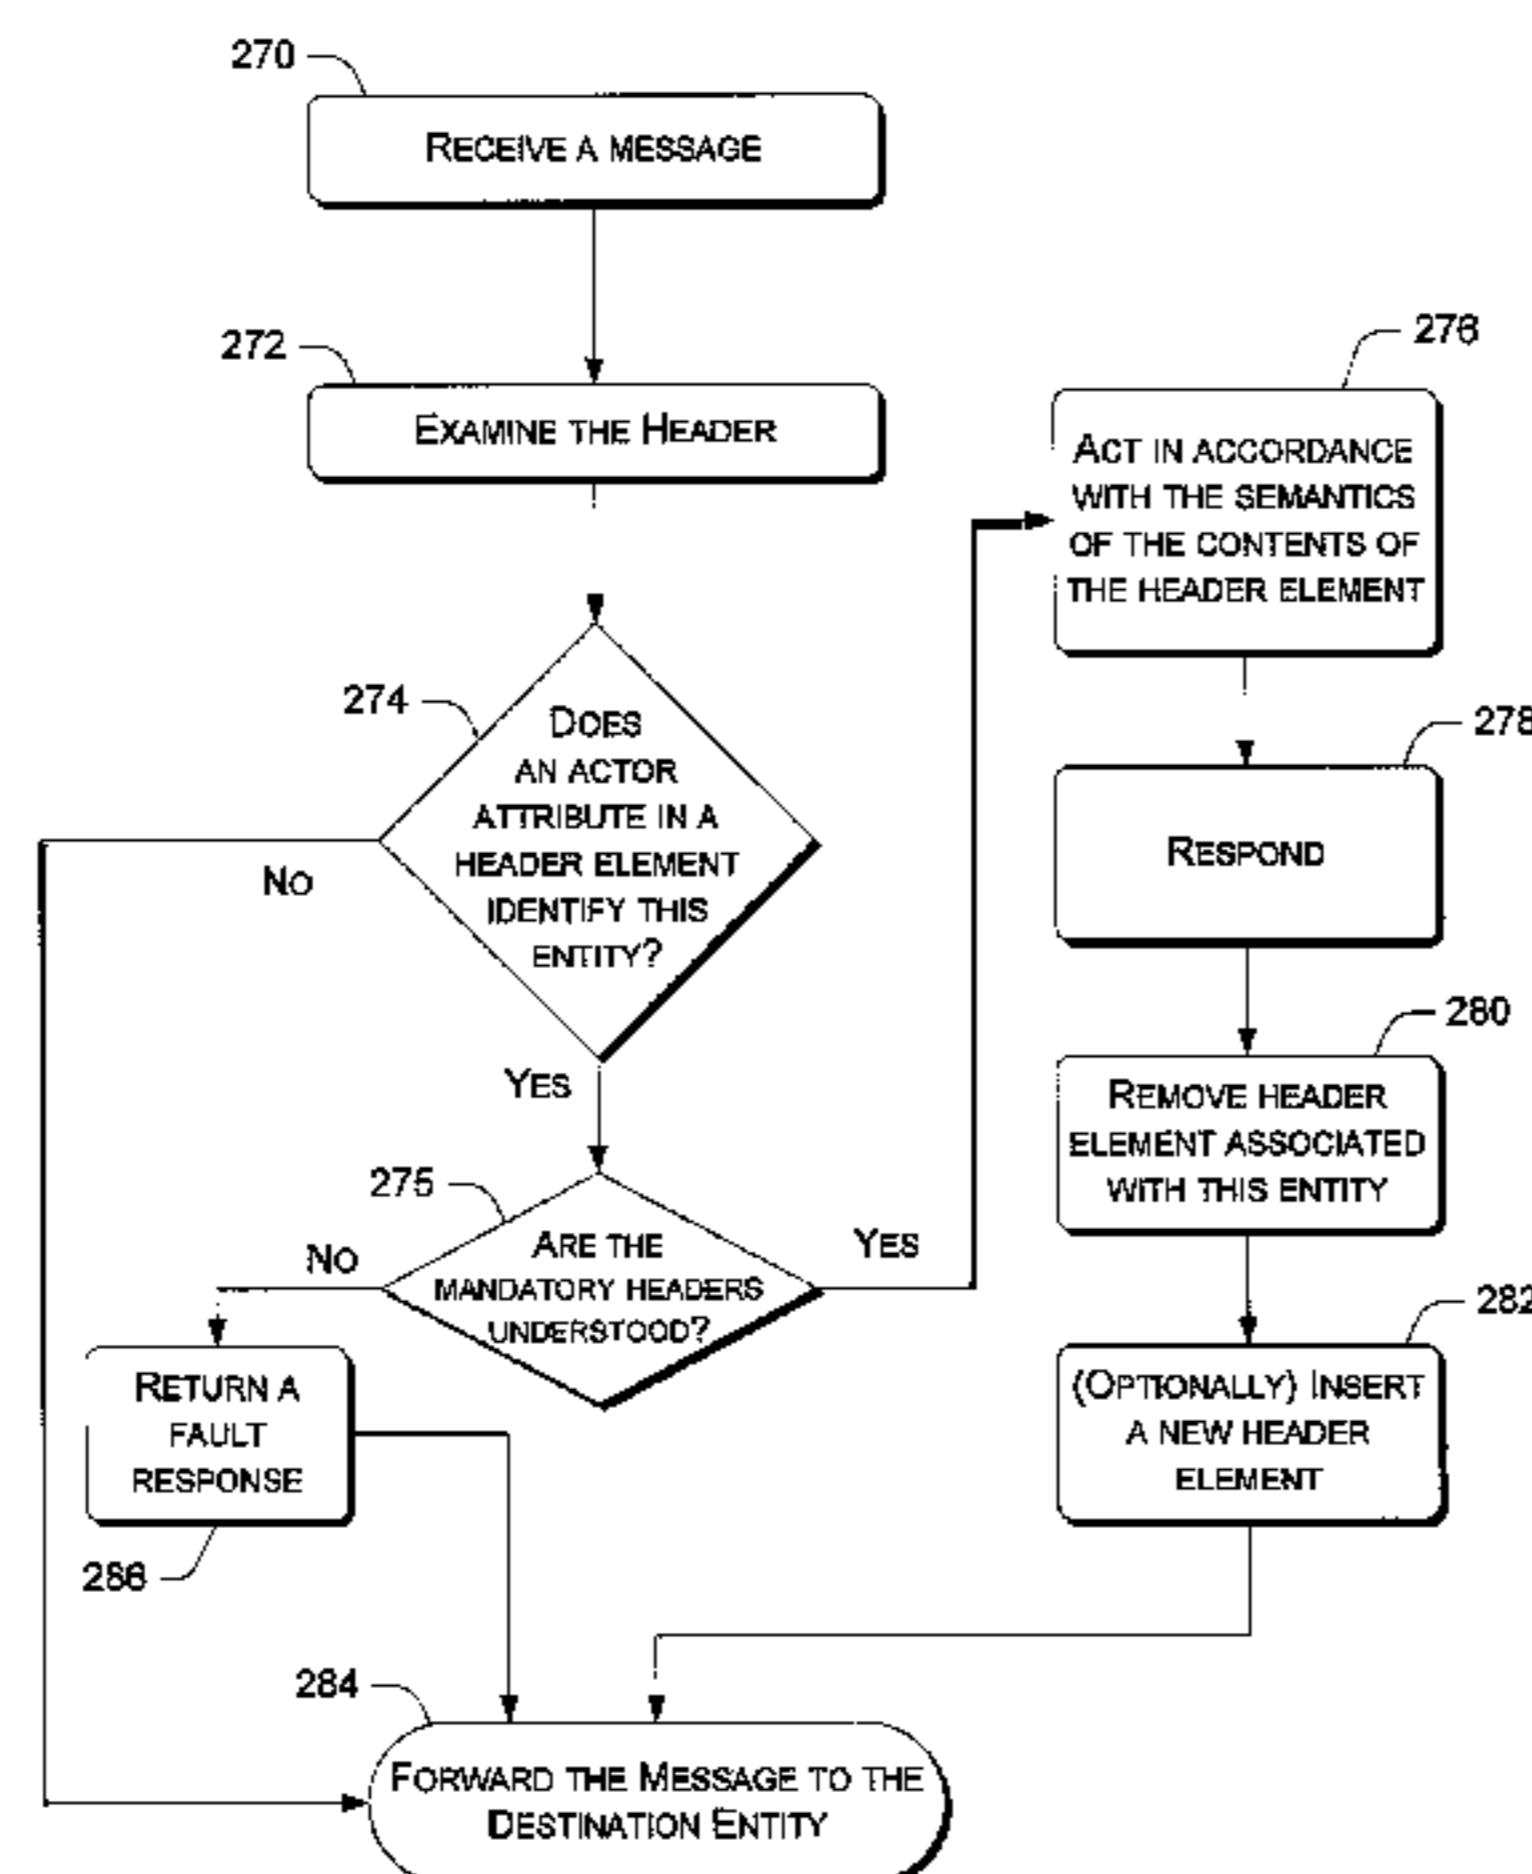 270
RECEIVE A MESSAGE
272
EXAMINE THE HEADER
274
DOES
AN ACTOR
ATTRIBUTE IN A
HEADER ELEMENT
IDENTIFY THIS
ENTITY?
NO
YES
275
ARE THE
MANDATORY HEADERS
UNDERSTOOD?
NO
YES
RETURN A
FAULT
RESPONSE
286
276
ACT IN ACCORDANCE
WITH THE SEMANTICS
OF THE CONTENTS OF
THE HEADER ELEMENT
278
RESPOND
280
REMOVE HEADER
ELEMENT ASSOCIATED
WITH THIS ENTITY
282
(OPTIONALLY) INSERT
A NEW HEADER
ELEMENT
284
FORWARD THE MESSAGE TO THE
DESTINATION ENTITY